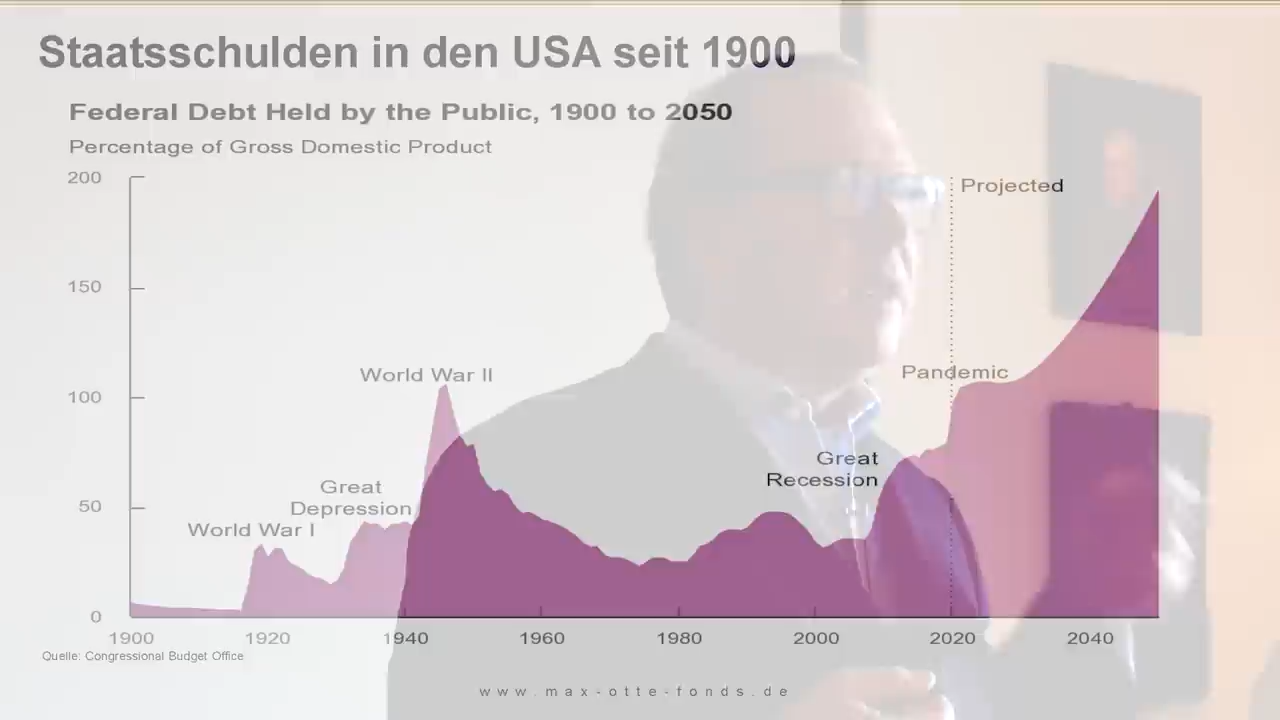 Staatsschulden in den USA seit 1900
Federal Debt Held by the Public, 1900 to 2050
Percentage of Gross Domestic Product
200
Projected
150
World War II
Pandemic
100
Great
Recession
Great
Depression
50
World War I
0
1900 1920 1940 1960 1980 2000 2020 2040
Quelle: Congressional Budget Office
www.max-otte-fonds.de